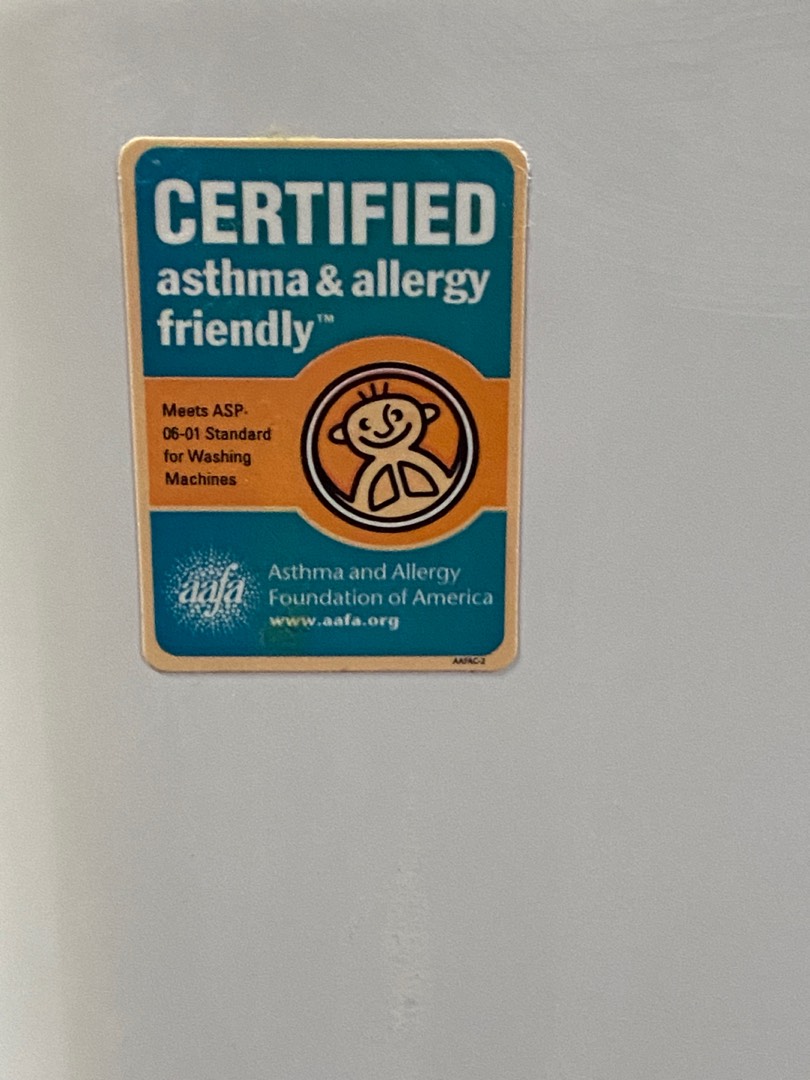 CERTIFIED
asthma & allergy
friendly™
Meets ASP-
06-01 Standard
for Washing
Machines
aafa
Asthma and Allergy
Foundation of America
www.aafa.org